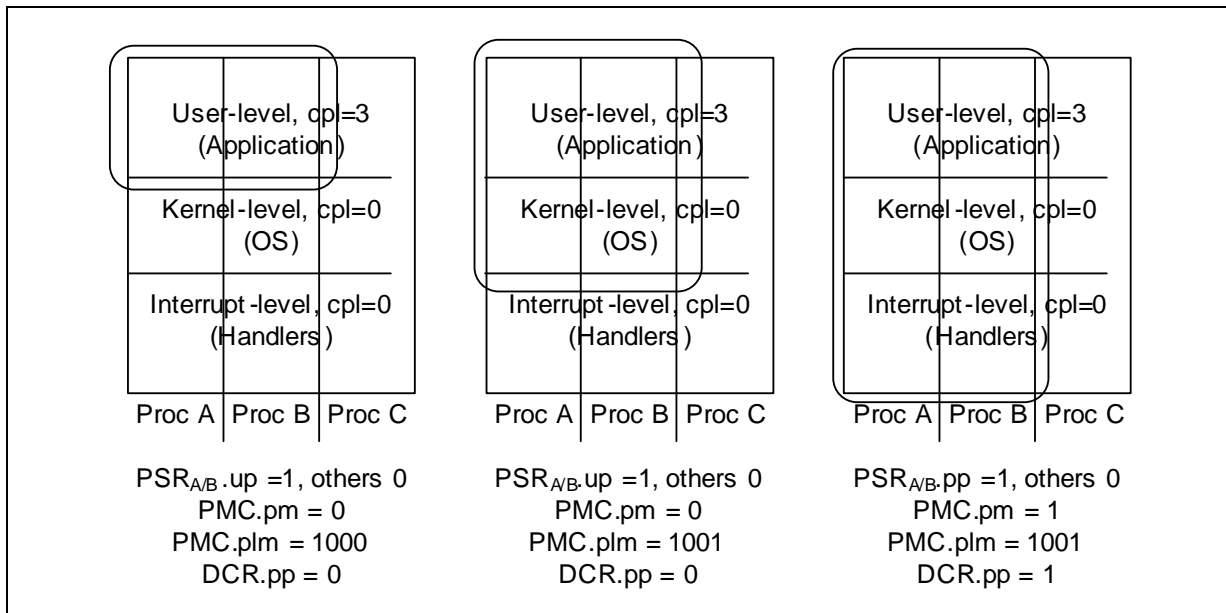 User-level, cpl=3
(Application)
Kernel-level, cpl=0
(OS)
Interrupt-level, cpl=0
(Handlers)
Proc A Proc B Proc C
PSRA/B.up =1, others 0
PMC.pm = 0
PMC.plm = 1000
DCR.pp = 0
User-level, cpl=3
(Application)
Kernel-level, cpl=0
(OS)
Interrupt-level, cpl=0
(Handlers)
Proc A Proc B Proc C
PSRA/B.up =1, others 0
PMC.pm = 0
PMC.plm = 1001
DCR.pp = 0
User-level, cpl=3
(Application)
Kernel-level, cpl=0
(OS)
Interrupt-level, cpl=0
(Handlers)
Proc A Proc B Proc C
PSRA/B.pp =1, others 0
PMC.pm = 1
PMC.plm = 1001
DCR.pp = 1